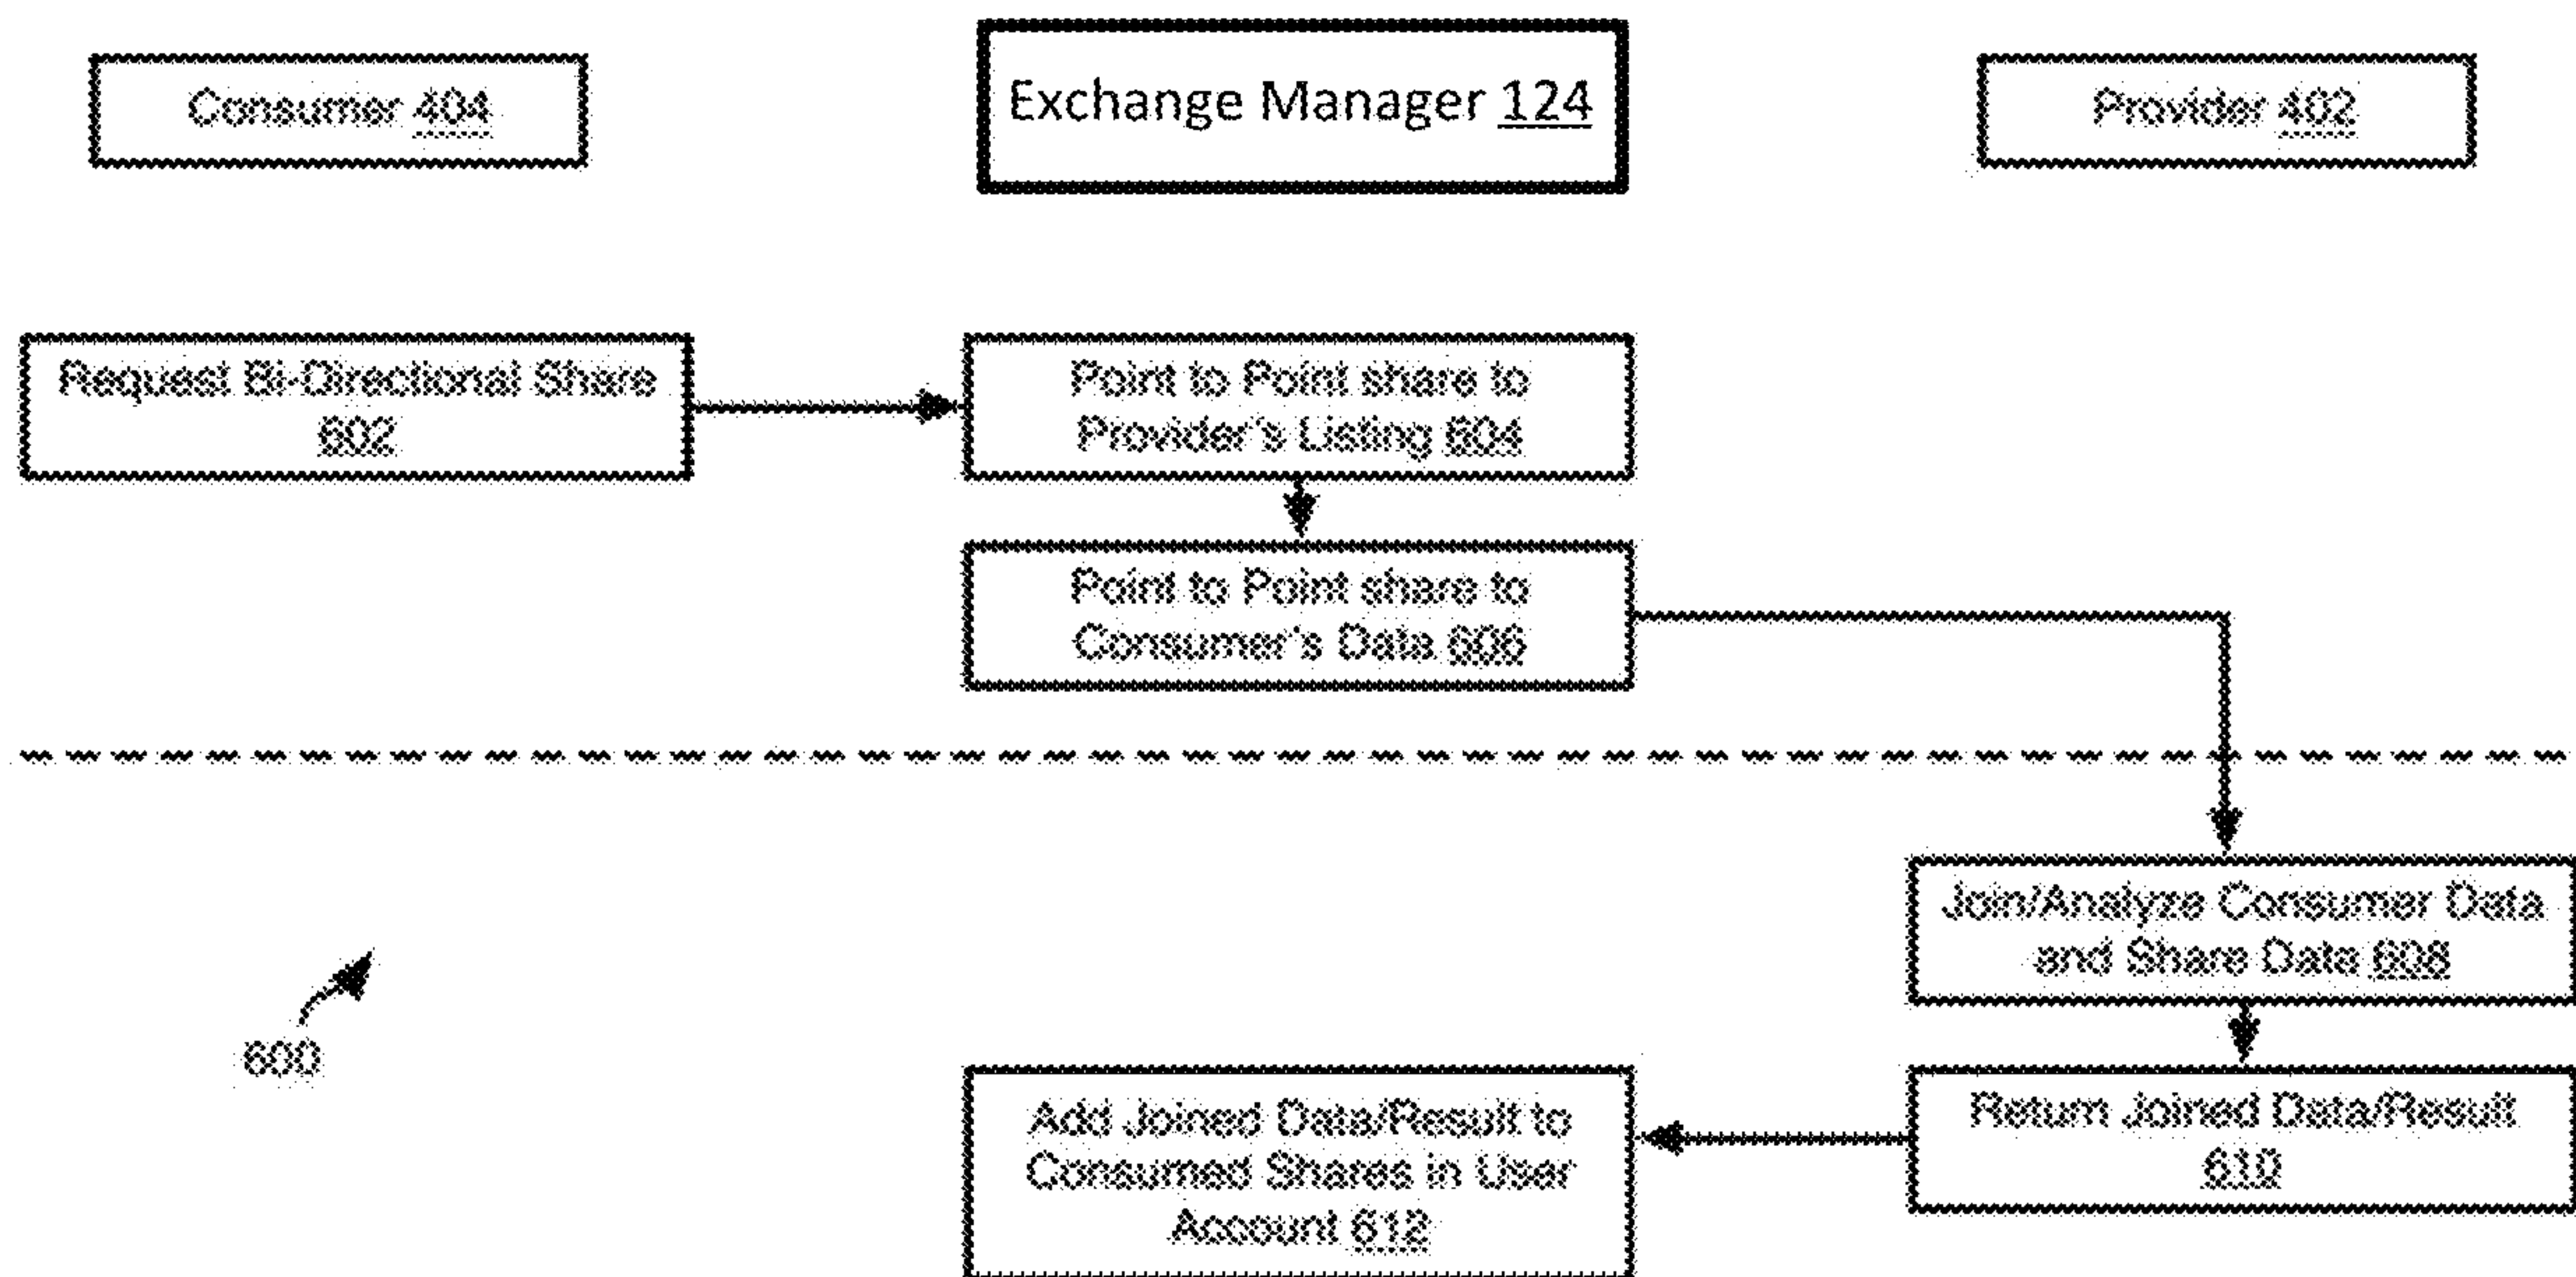 Consumer 404
Exchange Manager 124
Provider 402
Request Bi-Directional Share
602
Point to Point share to
Provider's Listing 604
Point to Point share to
Consumer's Data 606
Join/Analyze Consumer Data
and Share Data 608
600
Add Joined Data/Result to
Consumed Shares in User
Account 612
Return Joined Data/Result
610